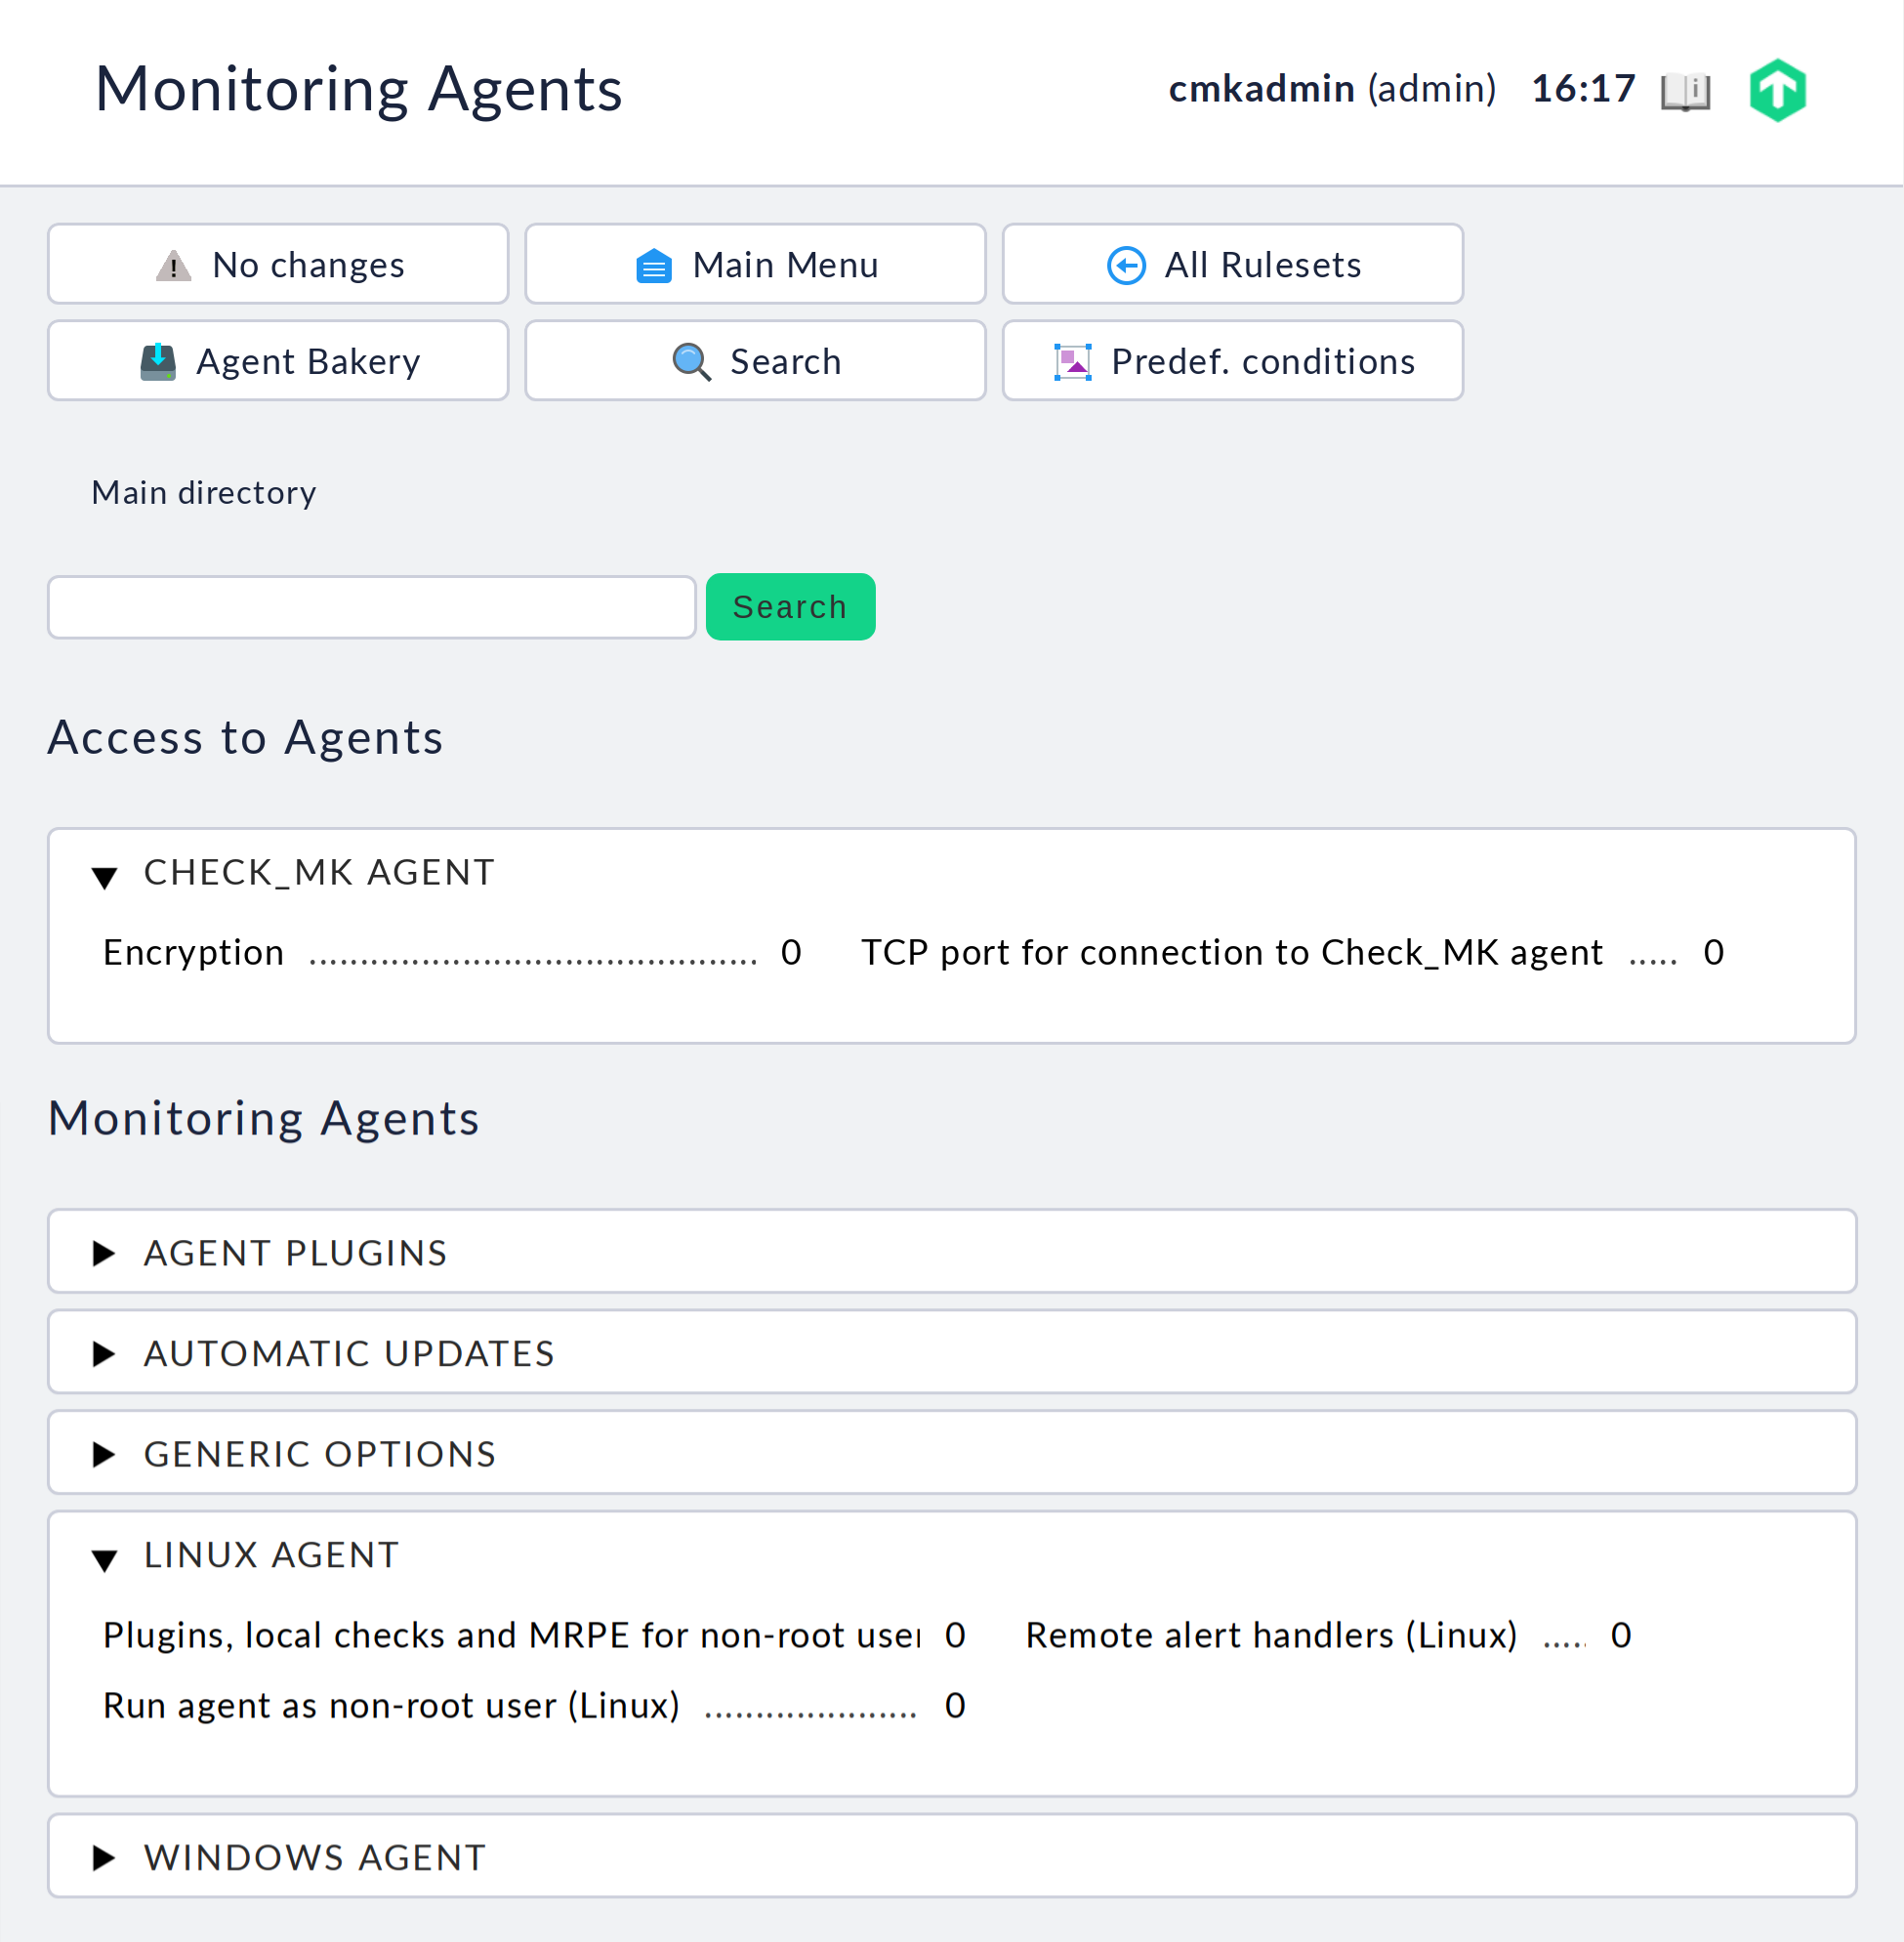 Monitoring Agents cmkadmin (admin) 16:17
No changes Main Menu All Rulesets
Agent Bakery Search Predef. conditions
Main directory
Search
Access to Agents
CHECK_MK AGENT
Encryption ............................................ 0 TCP port for connection to Check_MK agent ..... 0
Monitoring Agents
AGENT PLUGINS
AUTOMATIC UPDATES
GENERIC OPTIONS
LINUX AGENT
Plugins, local checks and MRPE for non-root user 0 Remote alert handlers (Linux) ..... 0
Run agent as non-root user (Linux) ..................... 0
WINDOWS AGENT